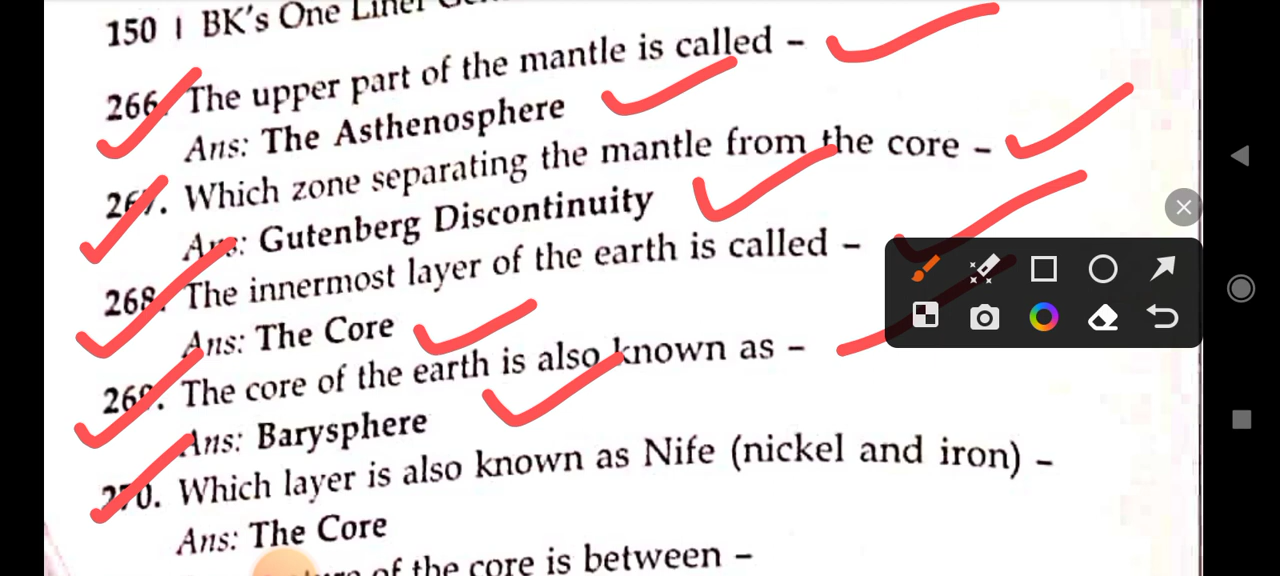 150 | BK's One Liner
266. The upper part of the mantle is called –
Ans: The Asthenosphere
267. Which zone separating the mantle from the core –
Ans: Gutenberg Discontinuity
268. The innermost layer of the earth is called –
Ans: The Core
269. The core of the earth is also known as –
Ans: Barysphere
270. Which layer is also known as Nife (nickel and iron) –
Ans: The Core
of the core is between –